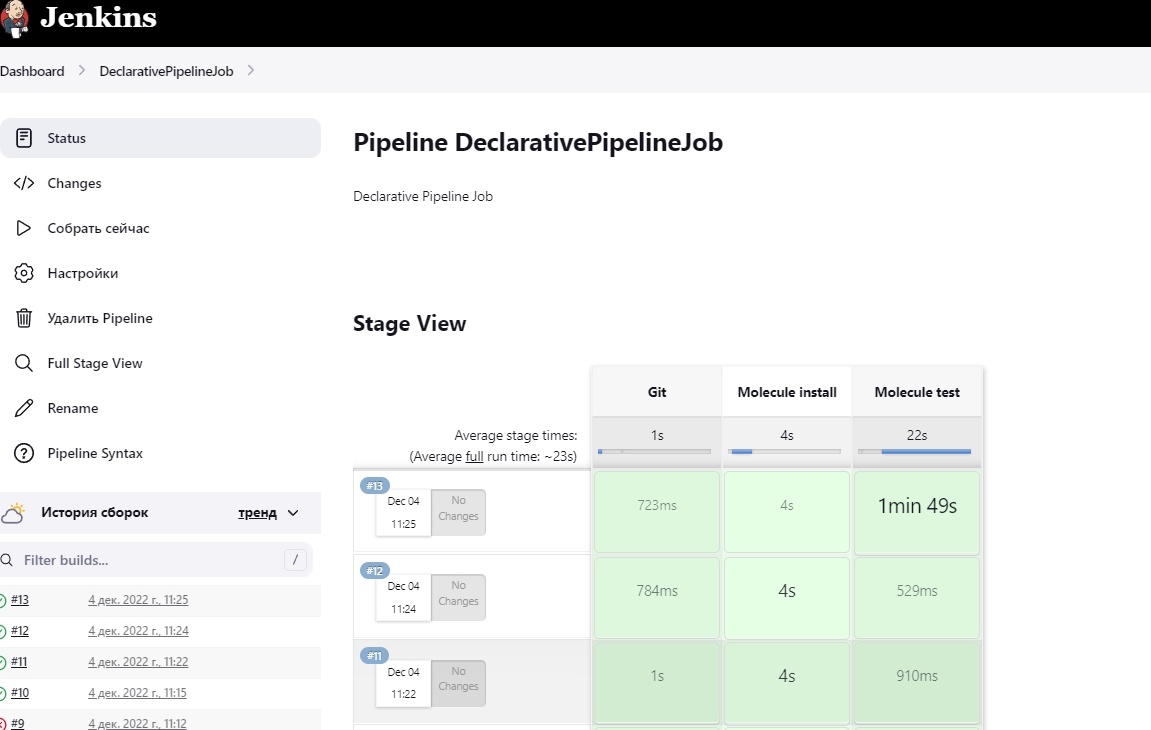 Jenkins
Dashboard
DeclarativePipelineJob
Status
Changes
Собрать сейчас
Настройки
Удалить Pipeline
Full Stage View
Rename
Pipeline Syntax
История сборок
тренд
Filter builds...
/
#13 4 дек. 2022 г., 11:25
#12 4 дек. 2022 г., 11:24
#11 4 дек. 2022 г., 11:22
#10 4 дек. 2022 г., 11:15
#9 4 дек. 2022 г., 11:12
Pipeline DeclarativePipelineJob
Declarative Pipeline Job
Stage View
Git Molecule install Molecule test
Average stage times: 1s 4s 22s
(Average full run time: ~23s)
#13
Dec 04
11:25
No
Changes
723ms 4s 1min 49s
#12
Dec 04
11:24
No
Changes
784ms 4s 529ms
#11
Dec 04
11:22
No
Changes
1s 4s 910ms